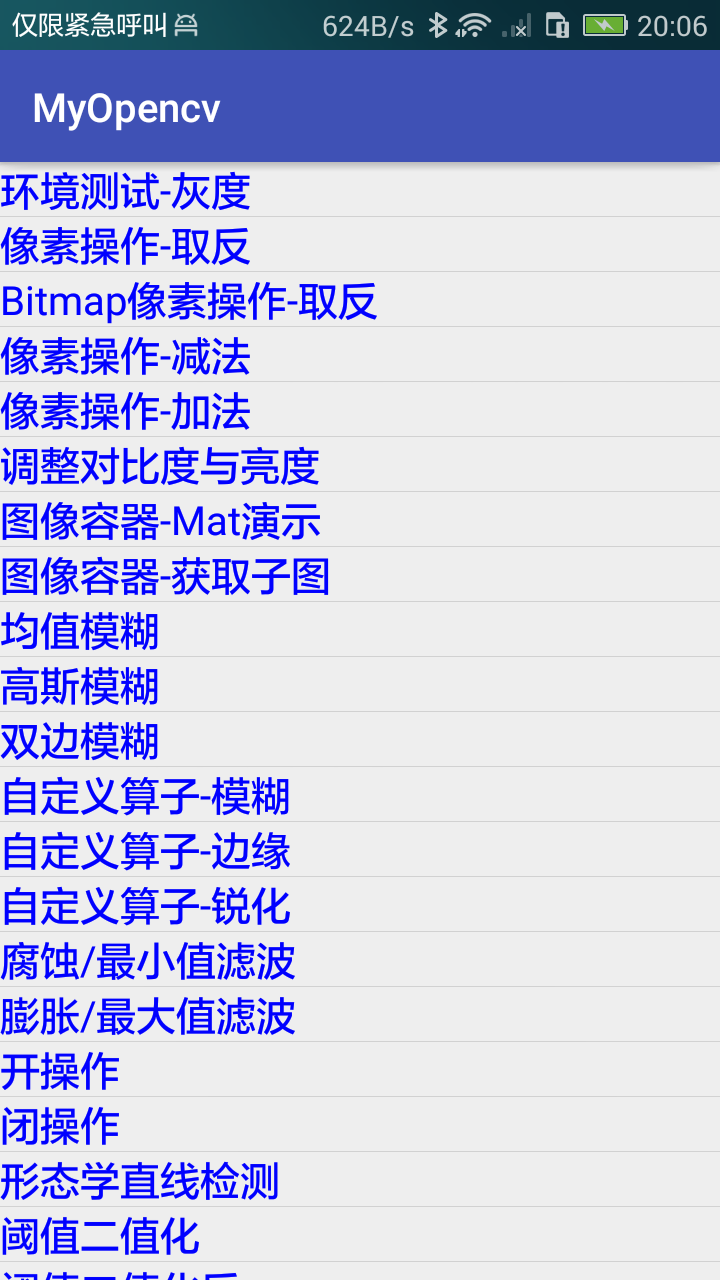 仅限紧急呼叫 624B/s 20:06
MyOpencv
环境测试-灰度
像素操作-取反
Bitmap像素操作-取反
像素操作-减法
像素操作-加法
调整对比度与亮度
图像容器-Mat演示
图像容器-获取子图
均值模糊
高斯模糊
双边模糊
自定义算子-模糊
自定义算子-边缘
自定义算子-锐化
腐蚀/最小值滤波
膨胀/最大值滤波
开操作
闭操作
形态学直线检测
阈值二值化
阈值二值化反